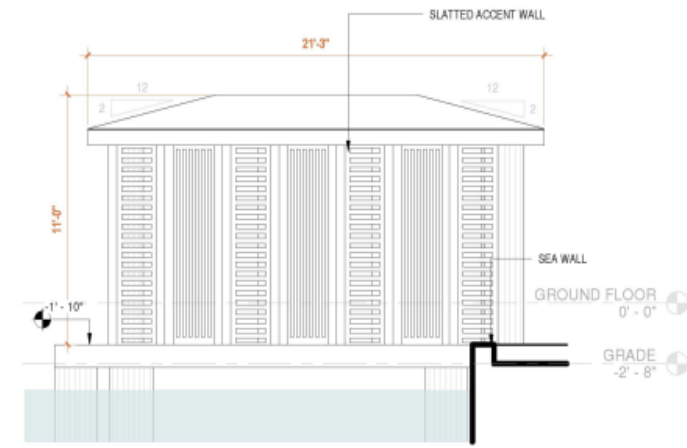 SLATTED ACCENT WALL
21'-3"
12
2
12
2
11'-0"
SEA WALL
-1' - 10"
GROUND FLOOR
0' - 0"
GRADE
-2' - 8"